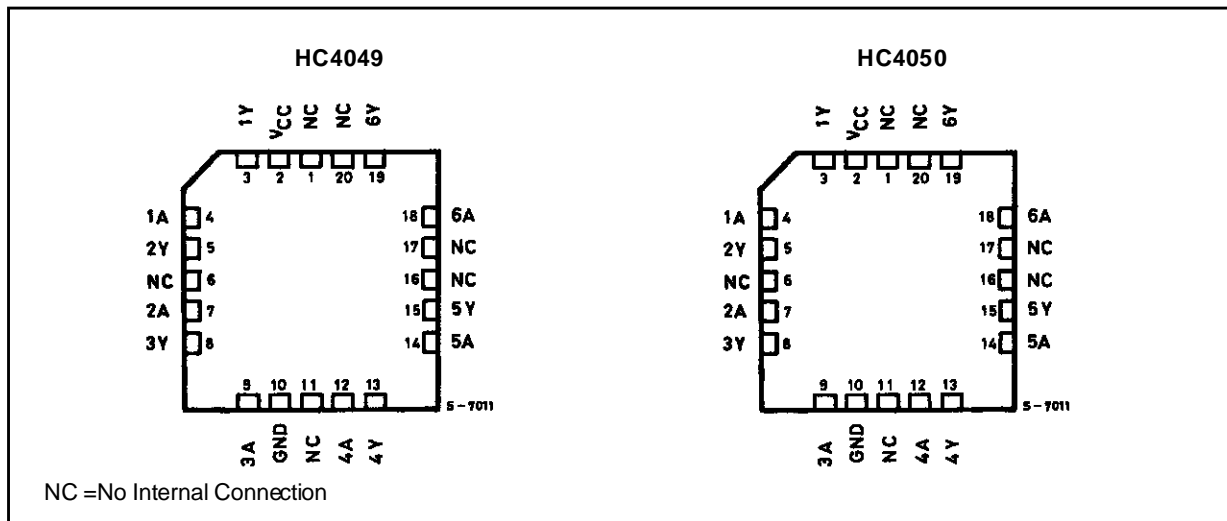 HC4049
1Y VCC NC NC 6Y
3 2 1 20 19
1A 4 18 6A
2Y 5 17 NC
NC 6 16 NC
2A 7 15 5Y
3Y 8 14 5A
9 10 11 12 13
S-7011
3A GND NC 4A 4Y
HC4050
1Y VCC NC NC 6Y
3 2 1 20 19
1A 4 18 6A
2Y 5 17 NC
NC 6 16 NC
2A 7 15 5Y
3Y 8 14 5A
9 10 11 12 13
S-7011
3A GND NC 4A 4Y
NC =No Internal Connection